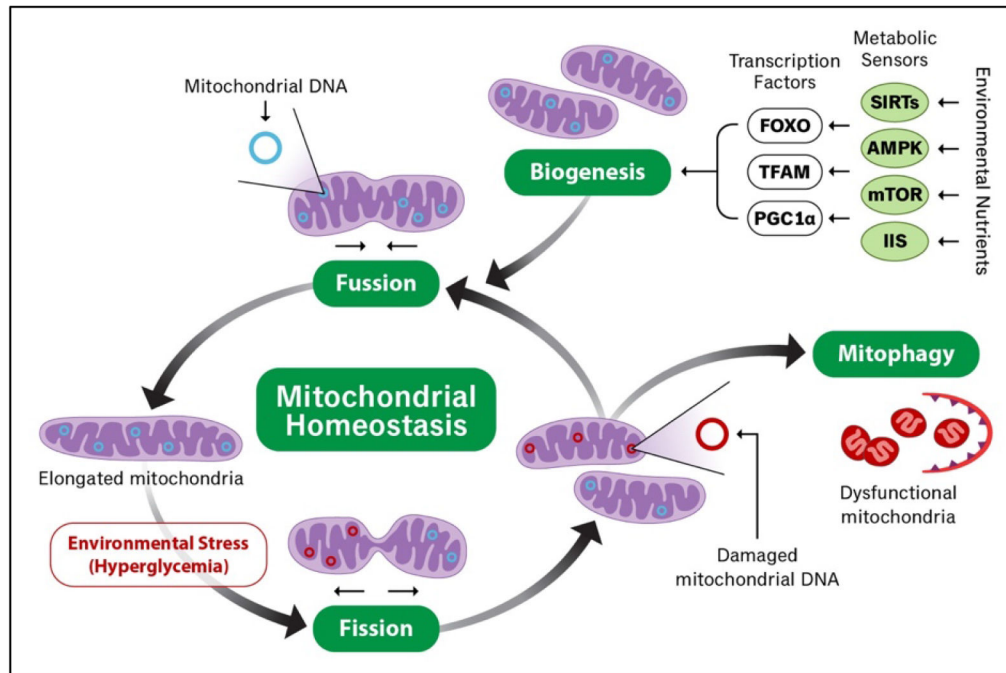 Mitochondrial DNA
Transcription
Factors
Metabolic
Sensors
Environmental Nutrients
SIRTs
FOXO
AMPK
Biogenesis
TFAM
mTOR
PGC1α
IIS
Fussion
Mitophagy
Mitochondrial
Homeostasis
Elongated mitochondria
Dysfunctional
mitochondria
Environmental Stress
(Hyperglycemia)
Damaged
mitochondrial DNA
Fission